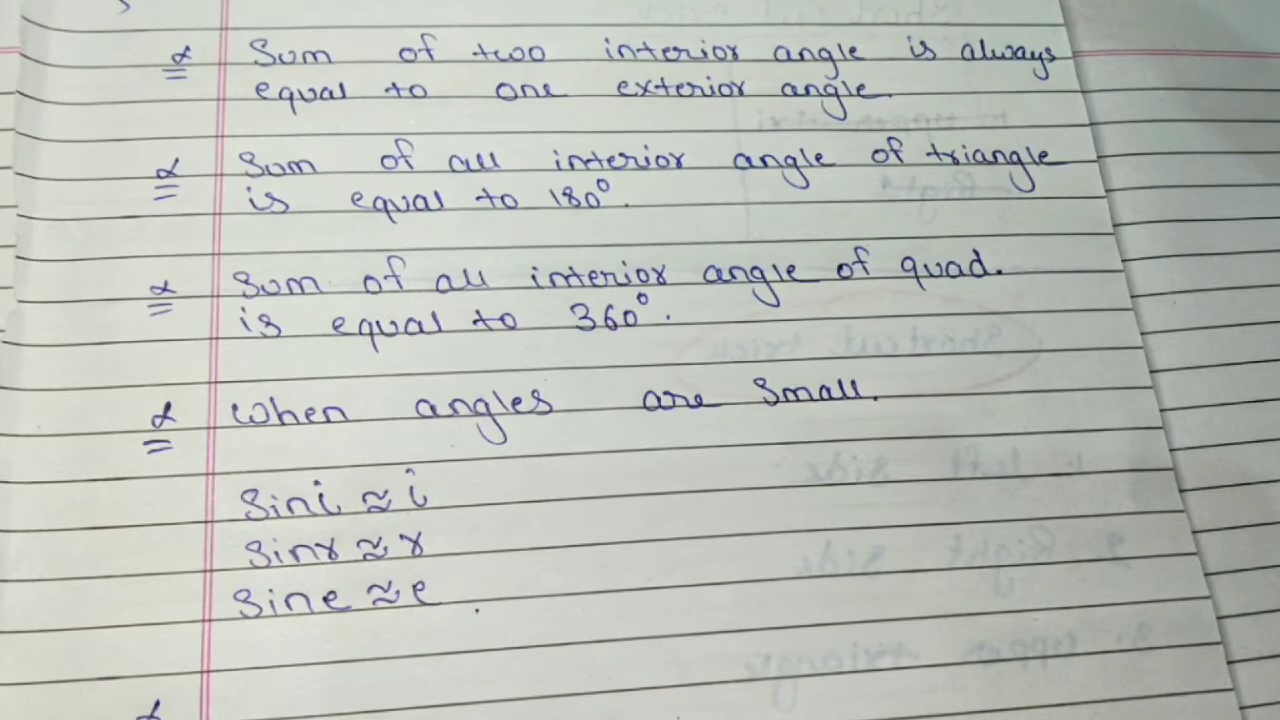 α Sum of two interior angle is always
equal to one exterior angle.
α Sum of all interior angle of triangle
is equal to 180°.
α Sum of all interior angle of quad.
is equal to 360°.
α When angles are small.
Sini ≈ i
Sinr ≈ r
Sine ≈ e.